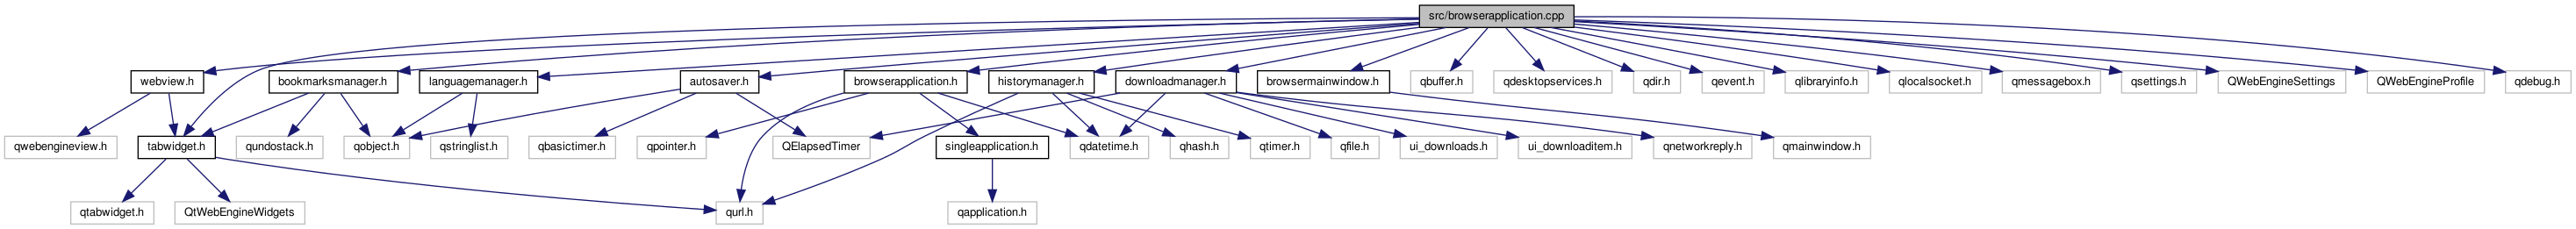 src/browserapplication.cpp
webview.h
bookmarksmanager.h
languagemanager.h
autosaver.h
browserapplication.h
historymanager.h
downloadmanager.h
browsermainwindow.h
qbuffer.h
qdesktopservices.h
qdir.h
qevent.h
qlibraryinfo.h
qlocalsocket.h
qmessagebox.h
qsettings.h
QWebEngineSettings
QWebEngineProfile
qdebug.h
qwebengineview.h
tabwidget.h
qundostack.h
qobject.h
qstringlist.h
qbasictimer.h
qpointer.h
QElapsedTimer
singleapplication.h
qdatetime.h
qhash.h
qtimer.h
qfile.h
ui_downloads.h
ui_downloaditem.h
qnetworkreply.h
qmainwindow.h
qtabwidget.h
QtWebEngineWidgets
qurl.h
qapplication.h